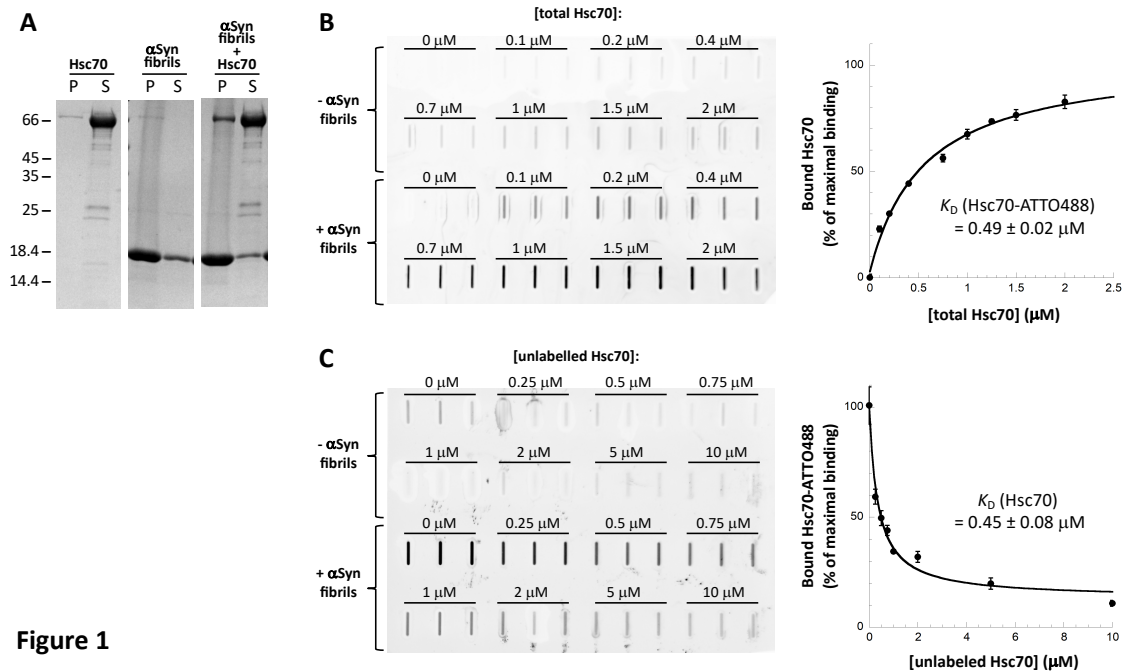 A
Hsc70
αSyn
fibrils
αSyn
fibrils
+
Hsc70
P S
P S
P S
66
45
35
25
18.4
14.4
B
[total Hsc70]:
0 μM 0.1 μM 0.2 μM 0.4 μM
- αSyn
fibrils
0.7 μM 1 μM 1.5 μM 2 μM
0 μM 0.1 μM 0.2 μM 0.4 μM
+ αSyn
fibrils
0.7 μM 1 μM 1.5 μM 2 μM
Bound Hsc70
(% of maximal binding)
100
50
0
KD (Hsc70-ATTO488)
= 0.49 ± 0.02 μM
0 0.5 1 1.5 2 2.5
[total Hsc70] (μM)
C
[unlabelled Hsc70]:
0 μM 0.25 μM 0.5 μM 0.75 μM
- αSyn
fibrils
1 μM 2 μM 5 μM 10 μM
0 μM 0.25 μM 0.5 μM 0.75 μM
+ αSyn
fibrils
1 μM 2 μM 5 μM 10 μM
Bound Hsc70-ATTO488
(% of maximal binding)
100
50
0
KD (Hsc70)
= 0.45 ± 0.08 μM
0 2 4 6 8 10
[unlabeled Hsc70] (μM)
Figure 1